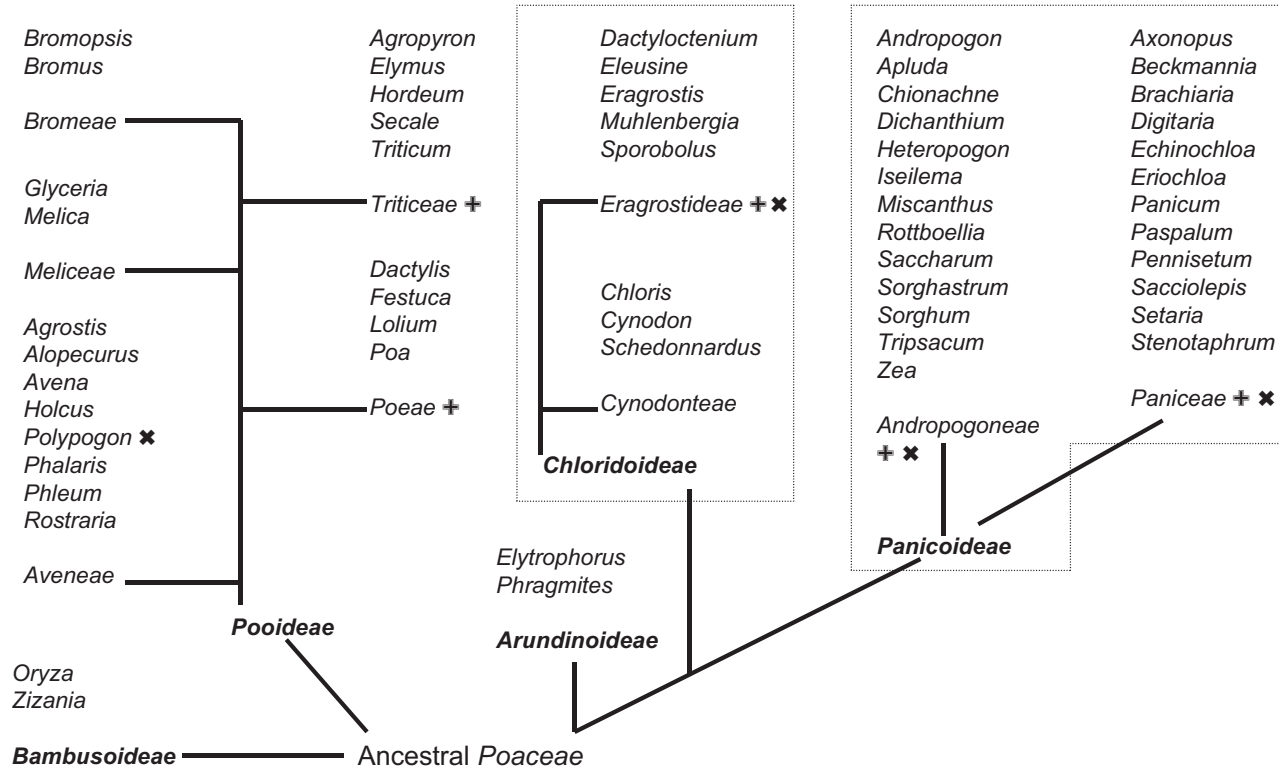 Bromopsis
Bromus
Bromeae
Glyceria
Melica
Meliceae
Agrostis
Alopecurus
Avena
Holcus
Polypogon ✖
Phalaris
Phleum
Rostraria
Aveneae
Pooideae
Agropyron
Elymus
Hordeum
Secale
Triticum
Triticeae +
Dactylis
Festuca
Lolium
Poa
Poeae +
Dactyloctenium
Eleusine
Eragrostis
Muhlenbergia
Sporobolus
Eragrostideae + ✖
Chloris
Cynodon
Schedonnardus
Cynodonteae
Chloridoideae
Andropogon
Apluda
Chionachne
Dichanthium
Heteropogon
Iseilema
Miscanthus
Rottboellia
Saccharum
Sorghastrum
Sorghum
Tripsacum
Zea
Andropogoneae
+ ✖
Axonopus
Beckmannia
Brachiaria
Digitaria
Echinochloa
Eriochloa
Panicum
Paspalum
Pennisetum
Sacciolepis
Setaria
Stenotaphrum
Paniceae + ✖
Panicoideae
Elytrophorus
Phragmites
Arundinoideae
Oryza
Zizania
Bambusoideae
Ancestral Poaceae